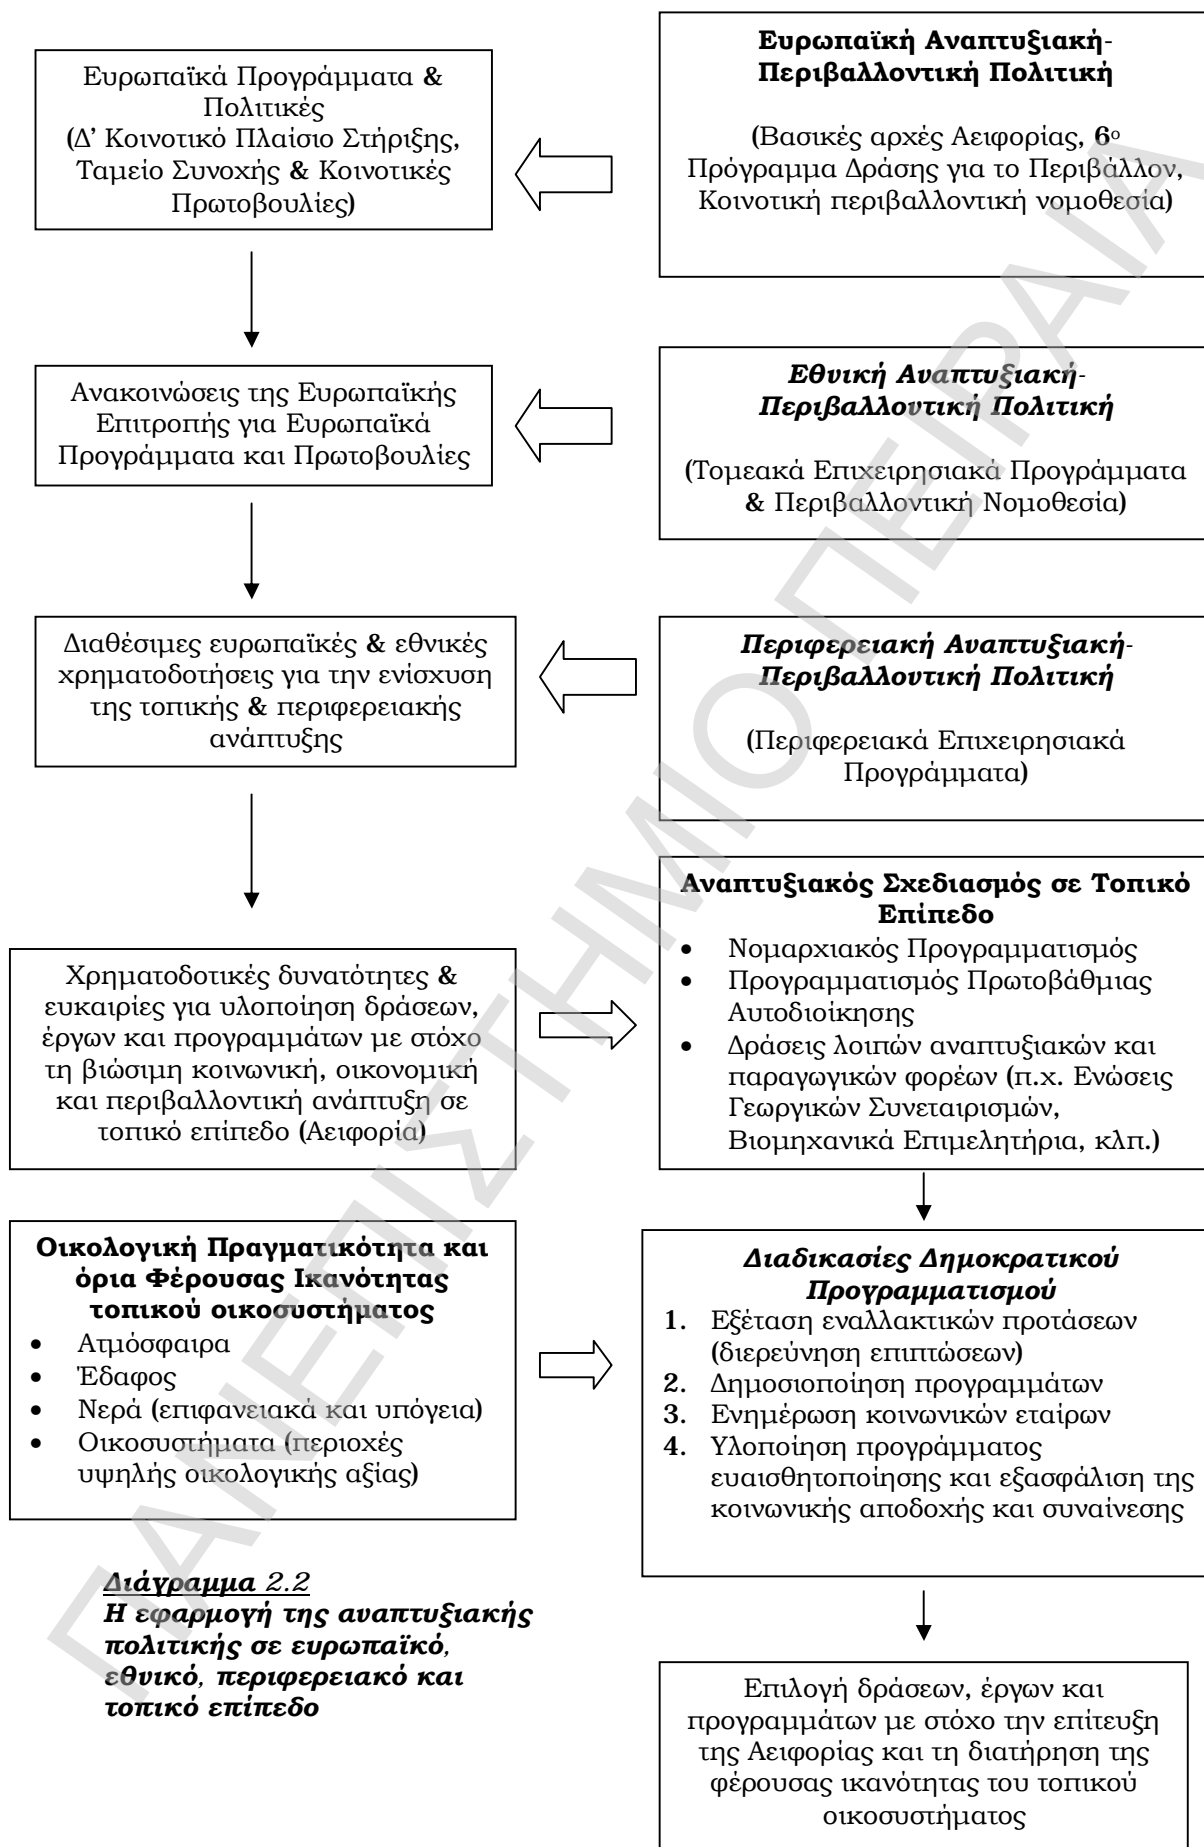 Ευρωπαϊκά Προγράμματα &
Πολιτικές
(Δ' Κοινοτικό Πλαίσιο Στήριξης,
Ταμείο Συνοχής & Κοινοτικές
Πρωτοβουλίες)
Ευρωπαϊκή Αναπτυξιακή-
Περιβαλλοντική Πολιτική
(Βασικές αρχές Αειφορίας, 6ο
Πρόγραμμα Δράσης για το Περιβάλλον,
Κοινοτική περιβαλλοντική νομοθεσία)
Ανακοινώσεις της Ευρωπαϊκής
Επιτροπής για Ευρωπαϊκά
Προγράμματα και Πρωτοβουλίες
Εθνική Αναπτυξιακή-
Περιβαλλοντική Πολιτική
(Τομεακά Επιχειρησιακά Προγράμματα
& Περιβαλλοντική Νομοθεσία)
Διαθέσιμες ευρωπαϊκές & εθνικές
χρηματοδοτήσεις για την ενίσχυση
της τοπικής & περιφερειακής
ανάπτυξης
Περιφερειακή Αναπτυξιακή-
Περιβαλλοντική Πολιτική
(Περιφερειακά Επιχειρησιακά
Προγράμματα)
Χρηματοδοτικές δυνατότητες &
ευκαιρίες για υλοποίηση δράσεων,
έργων και προγραμμάτων με στόχο
τη βιώσιμη κοινωνική, οικονομική
και περιβαλλοντική ανάπτυξη σε
τοπικό επίπεδο (Αειφορία)
Αναπτυξιακός Σχεδιασμός σε Τοπικό
Επίπεδο
• Νομαρχιακός Προγραμματισμός
• Προγραμματισμός Πρωτοβάθμιας
Αυτοδιοίκησης
• Δράσεις λοιπών αναπτυξιακών και
παραγωγικών φορέων (π.χ. Ενώσεις
Γεωργικών Συνεταιρισμών,
Βιομηχανικά Επιμελητήρια, κλπ.)
Οικολογική Πραγματικότητα και
όρια Φέρουσας Ικανότητας
τοπικού οικοσυστήματος
• Ατμόσφαιρα
• Έδαφος
• Νερά (επιφανειακά και υπόγεια)
• Οικοσυστήματα (περιοχές
υψηλής οικολογικής αξίας)
Διαδικασίες Δημοκρατικού
Προγραμματισμού
1. Εξέταση εναλλακτικών προτάσεων
(διερεύνηση επιπτώσεων)
2. Δημοσιοποίηση προγραμμάτων
3. Ενημέρωση κοινωνικών εταίρων
4. Υλοποίηση προγράμματος
ευαισθητοποίησης και εξασφάλιση της
κοινωνικής αποδοχής και συναίνεσης
Διάγραμμα 2.2
Η εφαρμογή της αναπτυξιακής
πολιτικής σε ευρωπαϊκό,
εθνικό, περιφερειακό και
τοπικό επίπεδο
Επιλογή δράσεων, έργων και
προγραμμάτων με στόχο την επίτευξη
της Αειφορίας και τη διατήρηση της
φέρουσας ικανότητας του τοπικού
οικοσυστήματος
ΠΑΝΕΠΙΣΤΗΜΙΟ ΠΕΙΡΑΙΑ